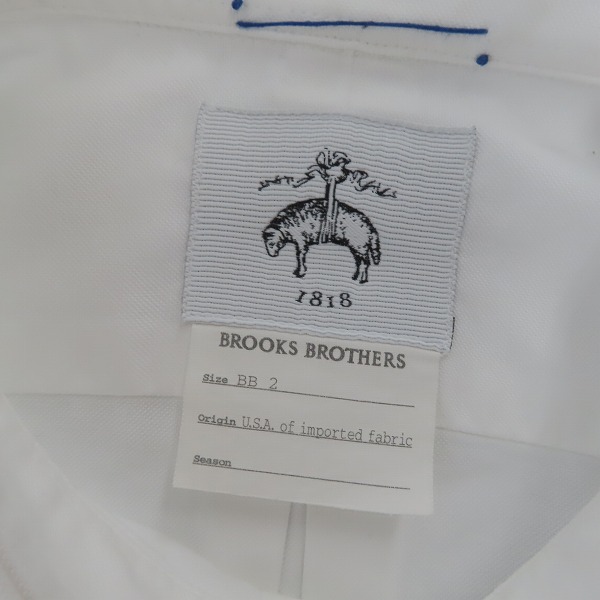 1818
BROOKS BROTHERS
Size BB 2
Origin U.S.A. of imported fabric
Season